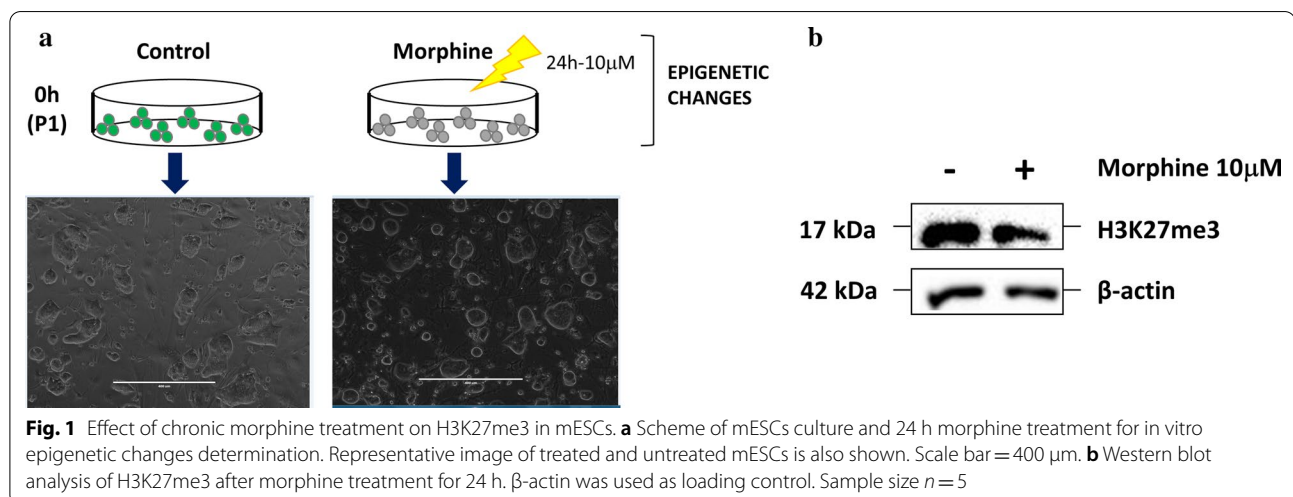 a
Control
Morphine
24h-10μM
EPIGENETIC
CHANGES
0h
(P1)
b
- + Morphine 10μM
17 kDa H3K27me3
42 kDa β-actin
Fig. 1 Effect of chronic morphine treatment on H3K27me3 in mESCs. a Scheme of mESCs culture and 24 h morphine treatment for in vitro
epigenetic changes determination. Representative image of treated and untreated mESCs is also shown. Scale bar = 400 μm. b Western blot
analysis of H3K27me3 after morphine treatment for 24 h. β-actin was used as loading control. Sample size n = 5